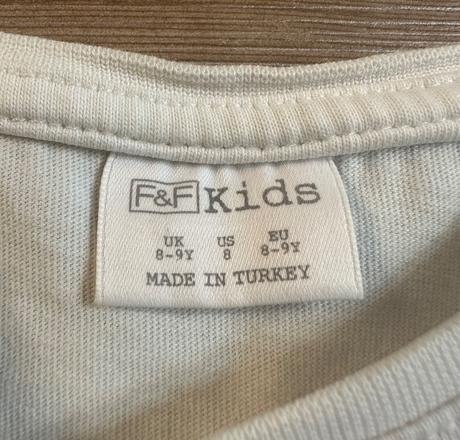 F&F Kids
UK US EU
8-9Y 8 8-9Y
MADE IN TURKEY